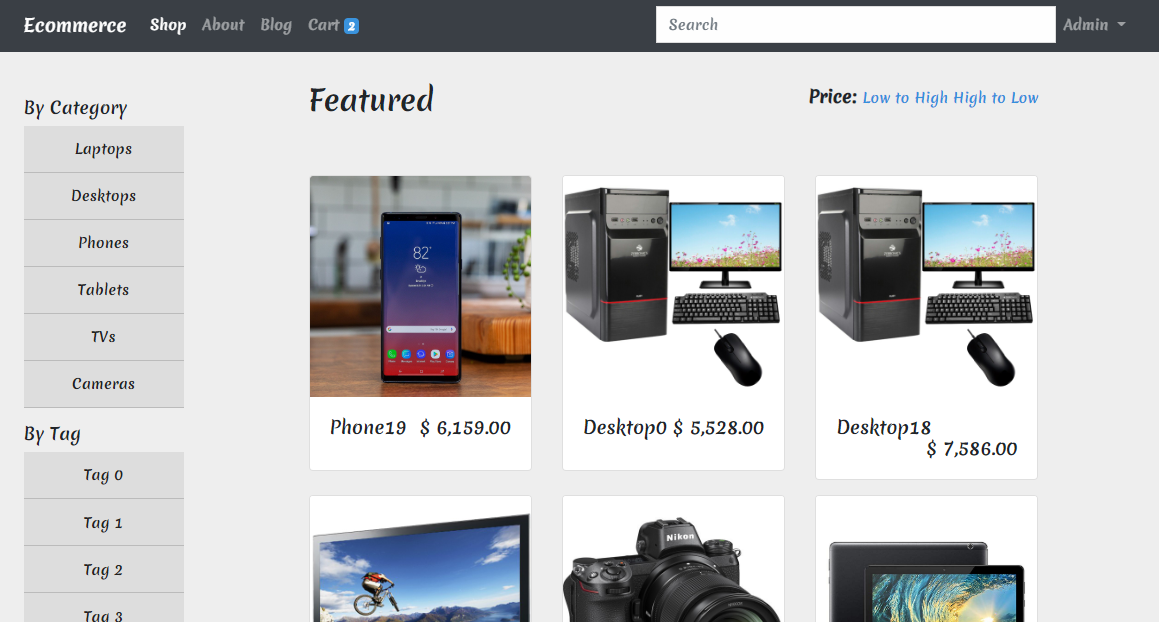 Ecommerce Shop About Blog Cart 2 Search Admin
By Category
Laptops
Desktops
Phones
Tablets
TVs
Cameras
By Tag
Tag 0
Tag 1
Tag 2
Tag 3
Featured
Price: Low to High High to Low
82°
Phone19 $ 6,159.00
Desktop0 $ 5,528.00
Desktop18
$ 7,586.00
Nikon